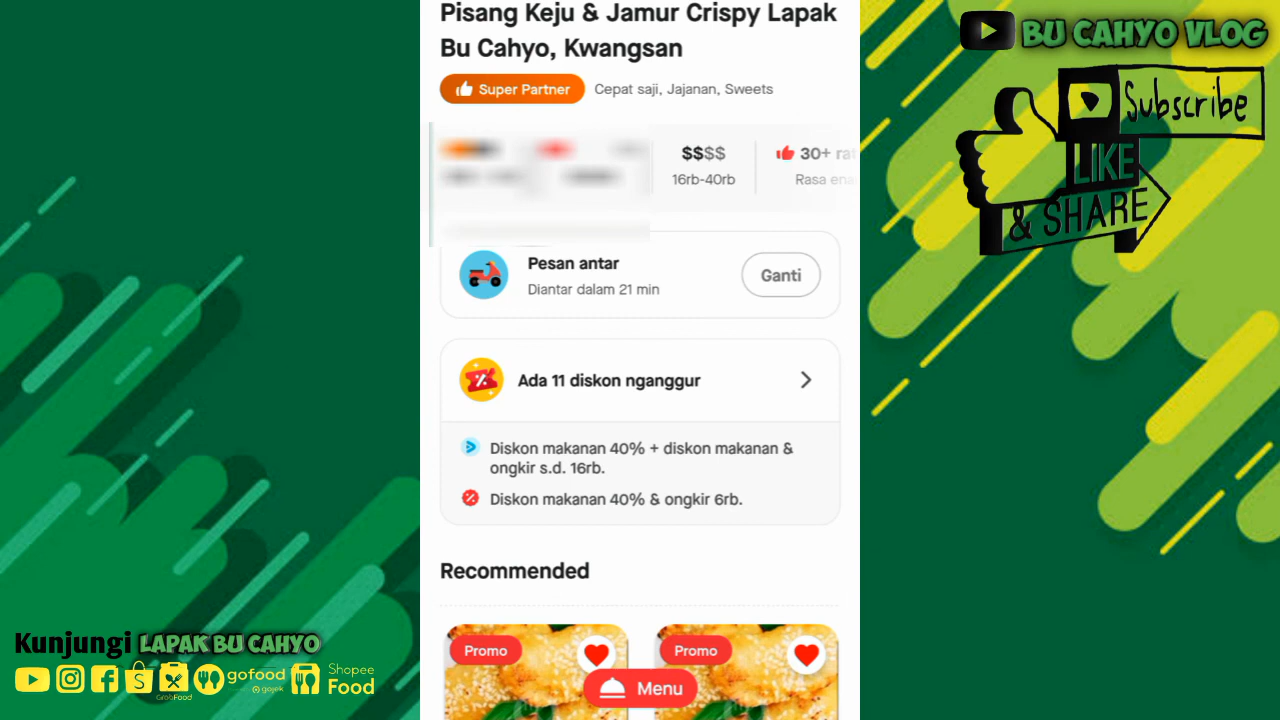 Pisang Keju & Jamur Crispy Lapak
Bu Cahyo, Kwangsan
Super Partner
Cepat saji, Jajanan, Sweets
$$$$
16rb-40rb
30+
Rasa
Pesan antar
Diantar dalam 21 min
Ganti
Ada 11 diskon nganggur
Diskon makanan 40% + diskon makanan &
ongkir s.d. 16rb.
Diskon makanan 40% & ongkir 6rb.
Recommended
Promo
Promo
Menu
BU CAHYO VLOG
Subscribe
LIKE
& SHARE
Kunjungi LAPAK BU CAHYO
GrabFood
gofood
gojek
Shopee
Food